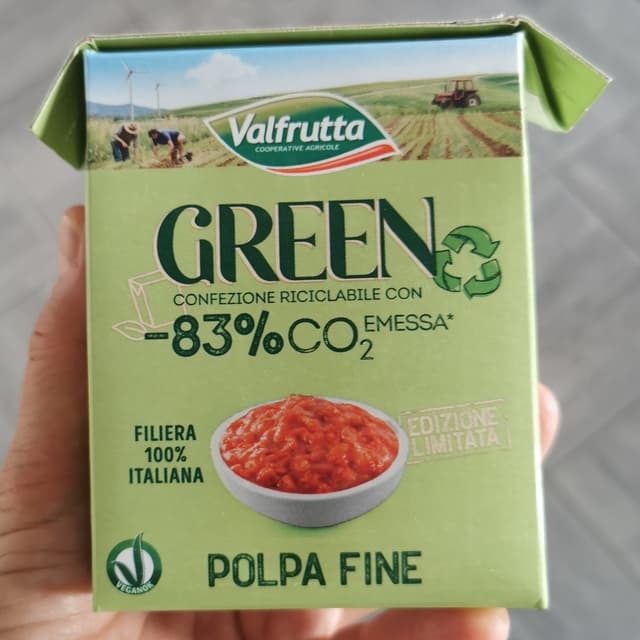 Valfrutta
COOPERATIVE AGRICOLE
GREEN
CONFEZIONE RICICLABILE CON
-83% CO2 EMESSA*
FILIERA
100%
ITALIANA
EDIZIONE
LIMITATA
VEGANOK
POLPA FINE